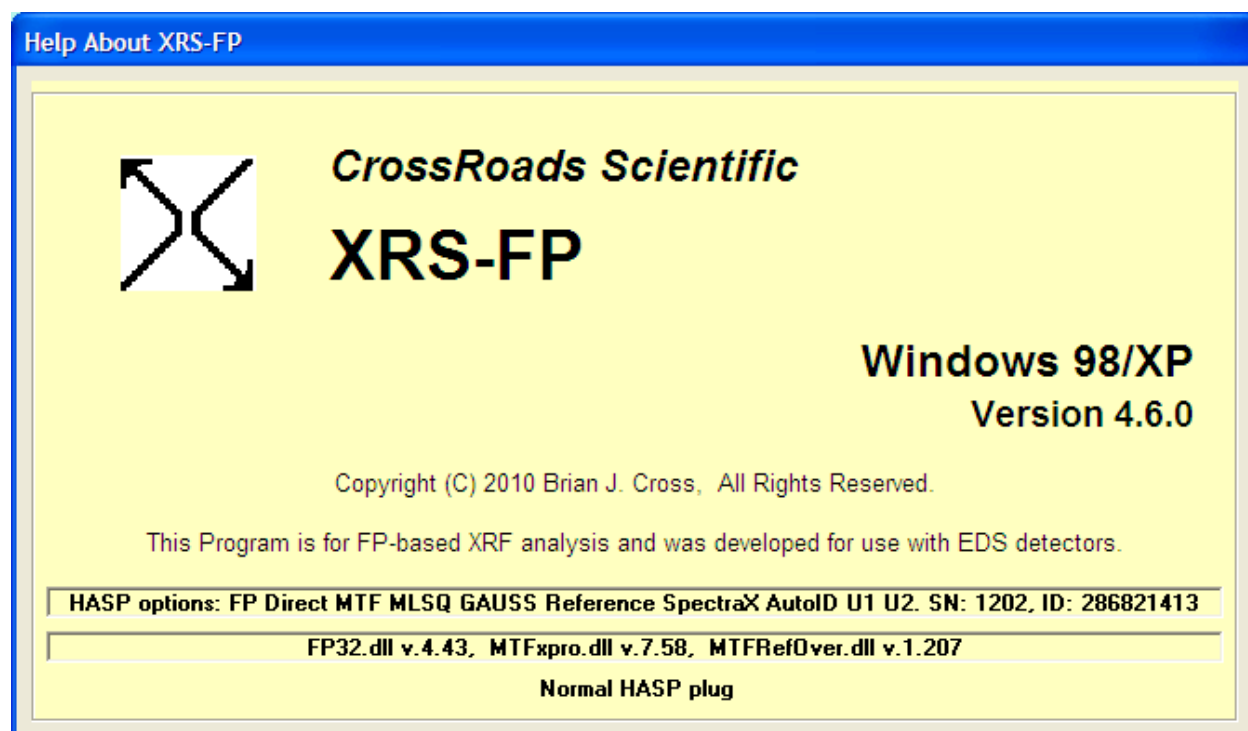 Help About XRS-FP
CrossRoads Scientific
XRS-FP
Windows 98/XP
Version 4.6.0
Copyright (C) 2010 Brian J. Cross,  All Rights Reserved.
This Program is for FP-based XRF analysis and was developed for use with EDS detectors.
HASP options: FP Direct MTF MLSQ GAUSS Reference SpectraX AutoID U1 U2. SN: 1202, ID: 286821413
FP32.dll v.4.43,  MTFxpro.dll v.7.58,  MTFRefOver.dll v.1.207
Normal HASP plug